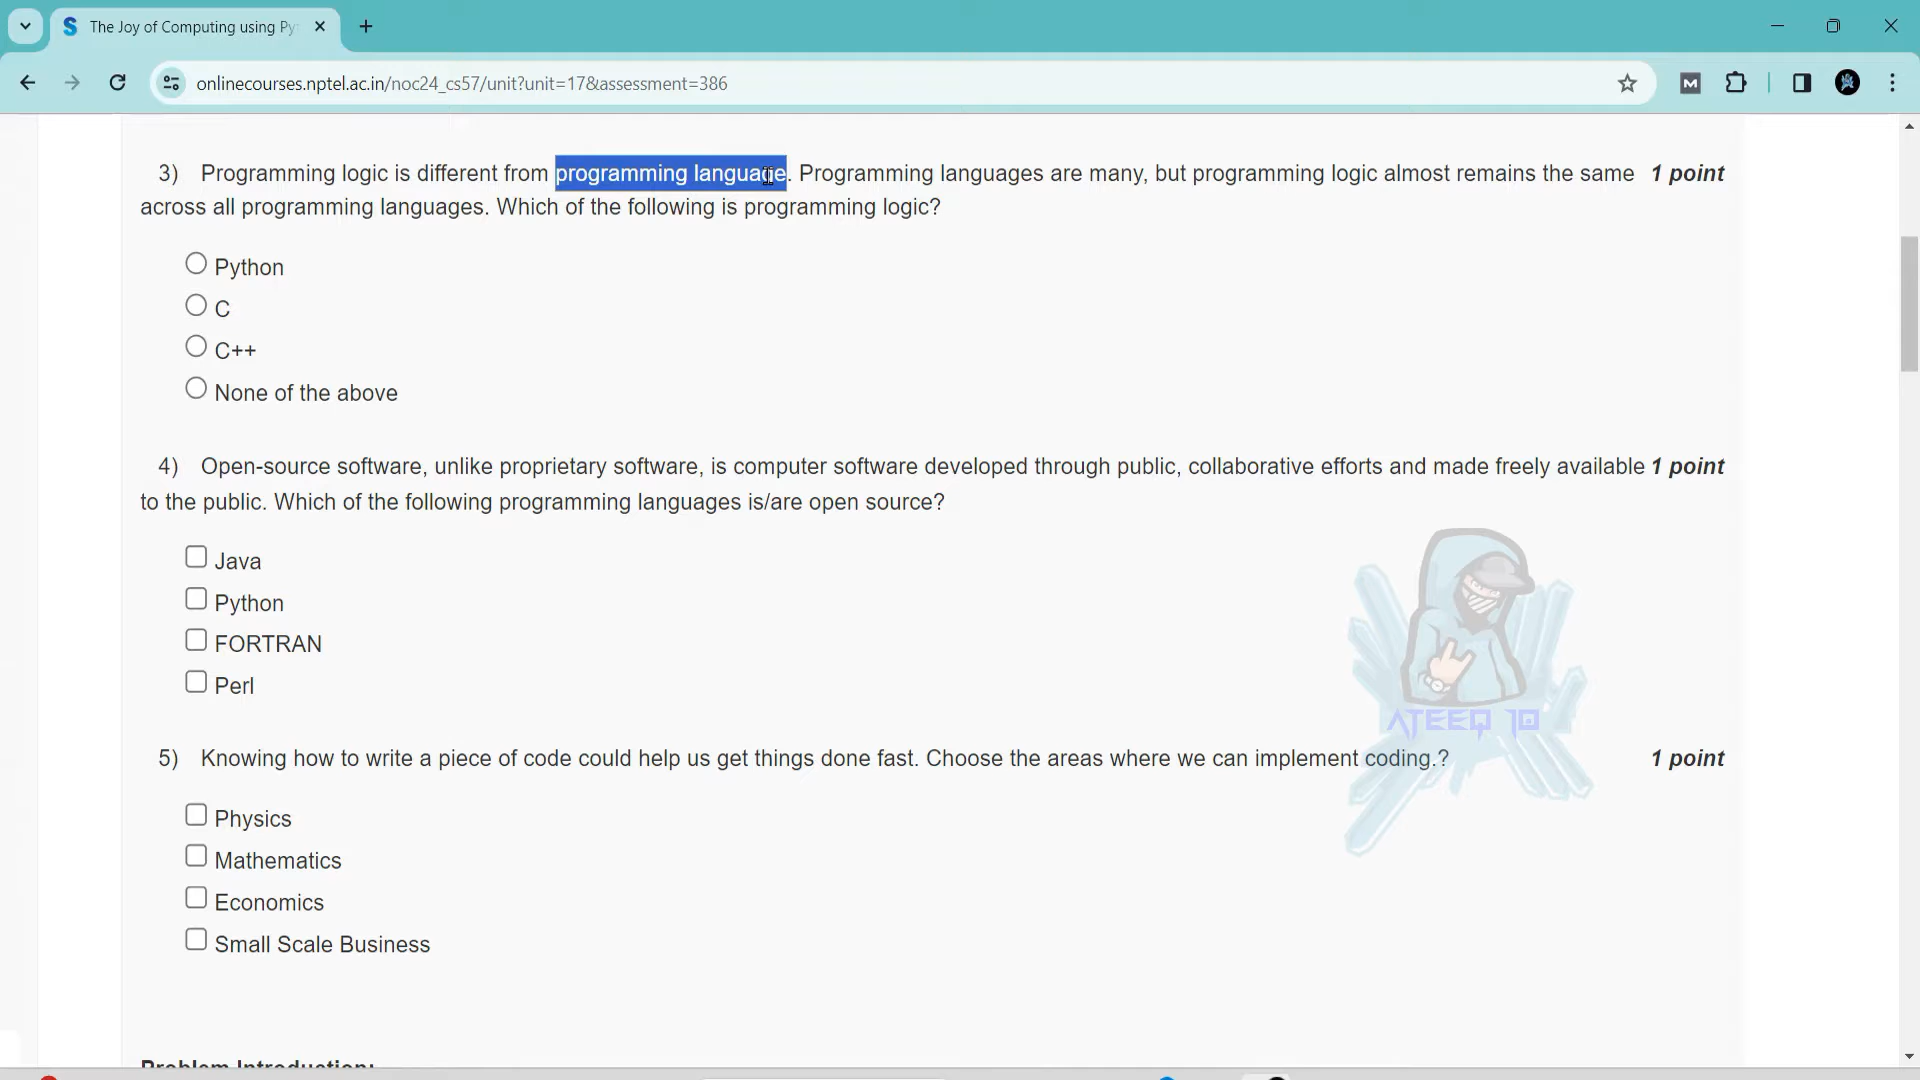 The Joy of Computing using Py
onlinecourses.nptel.ac.in/noc24_cs57/unit?unit=17&assessment=386
3) Programming logic is different from programming language. Programming languages are many, but programming logic almost remains the same 1 point
across all programming languages. Which of the following is programming logic?
Python
C
C++
None of the above
4) Open-source software, unlike proprietary software, is computer software developed through public, collaborative efforts and made freely available 1 point
to the public. Which of the following programming languages is/are open source?
Java
Python
FORTRAN
Perl
ATEEQ 10
5) Knowing how to write a piece of code could help us get things done fast. Choose the areas where we can implement coding.? 1 point
Physics
Mathematics
Economics
Small Scale Business
Problem Introduction: